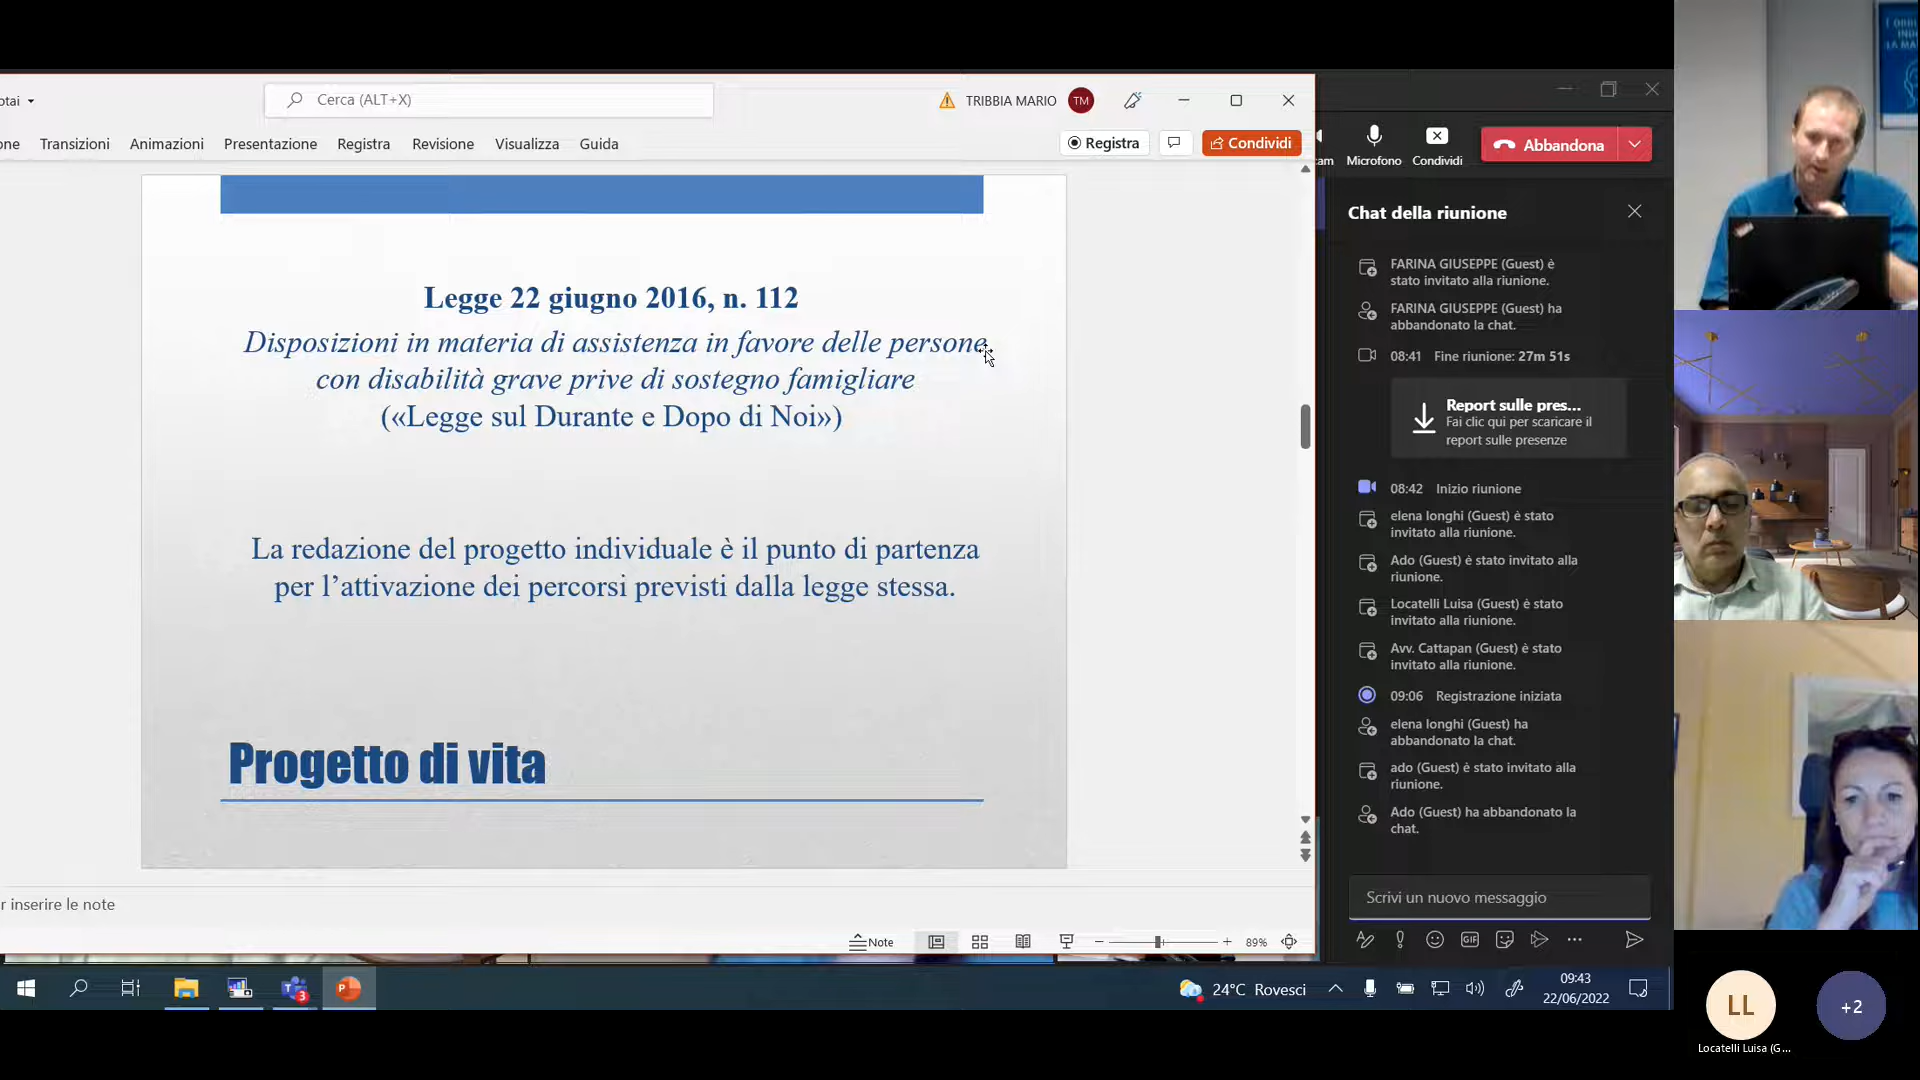 otai
Cerca (ALT+X)
TRIBBIA MARIO
TM
Transizioni
Animazioni
Presentazione
Registra
Revisione
Visualizza
Guida
Registra
Condividi
Legge 22 giugno 2016, n. 112
Disposizioni in materia di assistenza in favore delle persone
con disabilità grave prive di sostegno famigliare
(«Legge sul Durante e Dopo di Noi»)
La redazione del progetto individuale è il punto di partenza
per l’attivazione dei percorsi previsti dalla legge stessa.
Progetto di vita
r inserire le note
Note
89%
Microfono
Condividi
Abbandona
Chat della riunione
FARINA GIUSEPPE (Guest) è
stato invitato alla riunione.
FARINA GIUSEPPE (Guest) ha
abbandonato la chat.
08:41 Fine riunione: 27m 51s
Report sulle pres...
Fai clic qui per scaricare il
report sulle presenze
08:42 Inizio riunione
elena longhi (Guest) è stato
invitato alla riunione.
Ado (Guest) è stato invitato alla
riunione.
Locatelli Luisa (Guest) è stato
invitato alla riunione.
Avv. Cattapan (Guest) è stato
invitato alla riunione.
09:06 Registrazione iniziata
elena longhi (Guest) ha
abbandonato la chat.
ado (Guest) è stato invitato alla
riunione.
Ado (Guest) ha abbandonato la
chat.
Scrivi un nuovo messaggio
GIF
3
P
24°C Rovesci
09:43
22/06/2022
LL
+2
Locatelli Luisa (G...